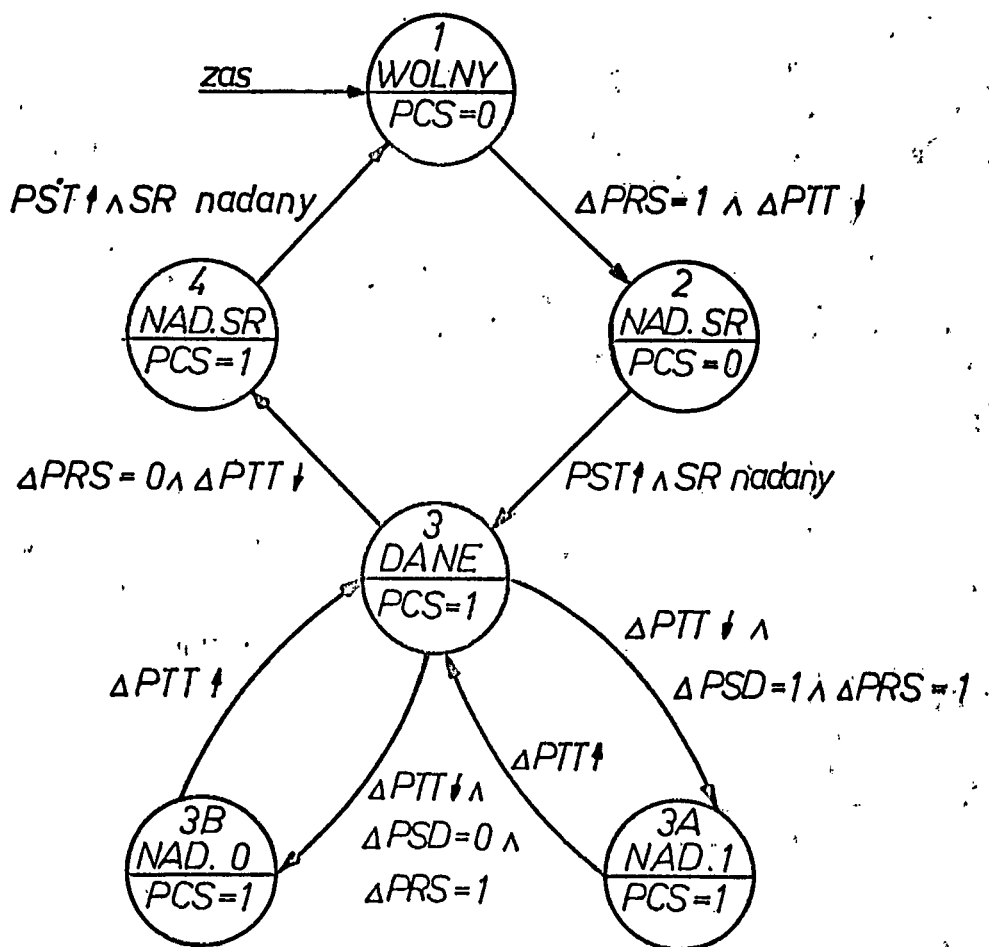 1
WOLNY
PCS=0
zas
PST↑∧SR nadany
ΔPRS=1 ∧ ΔPTT↓
4
NAD.SR
PCS=1
2
NAD.SR
PCS=0
ΔPRS=0∧ ΔPTT↓
PST↑∧SR nadany
3
DANE
PCS=1
ΔPTT↑
ΔPTT↓ ∧
ΔPSD=1∧ ΔPRS=1
ΔPTT↑
ΔPTT↓∧
ΔPSD=0 ∧
ΔPRS=1
3B
NAD. 0
PCS=1
3A
NAD.1
PCS=1